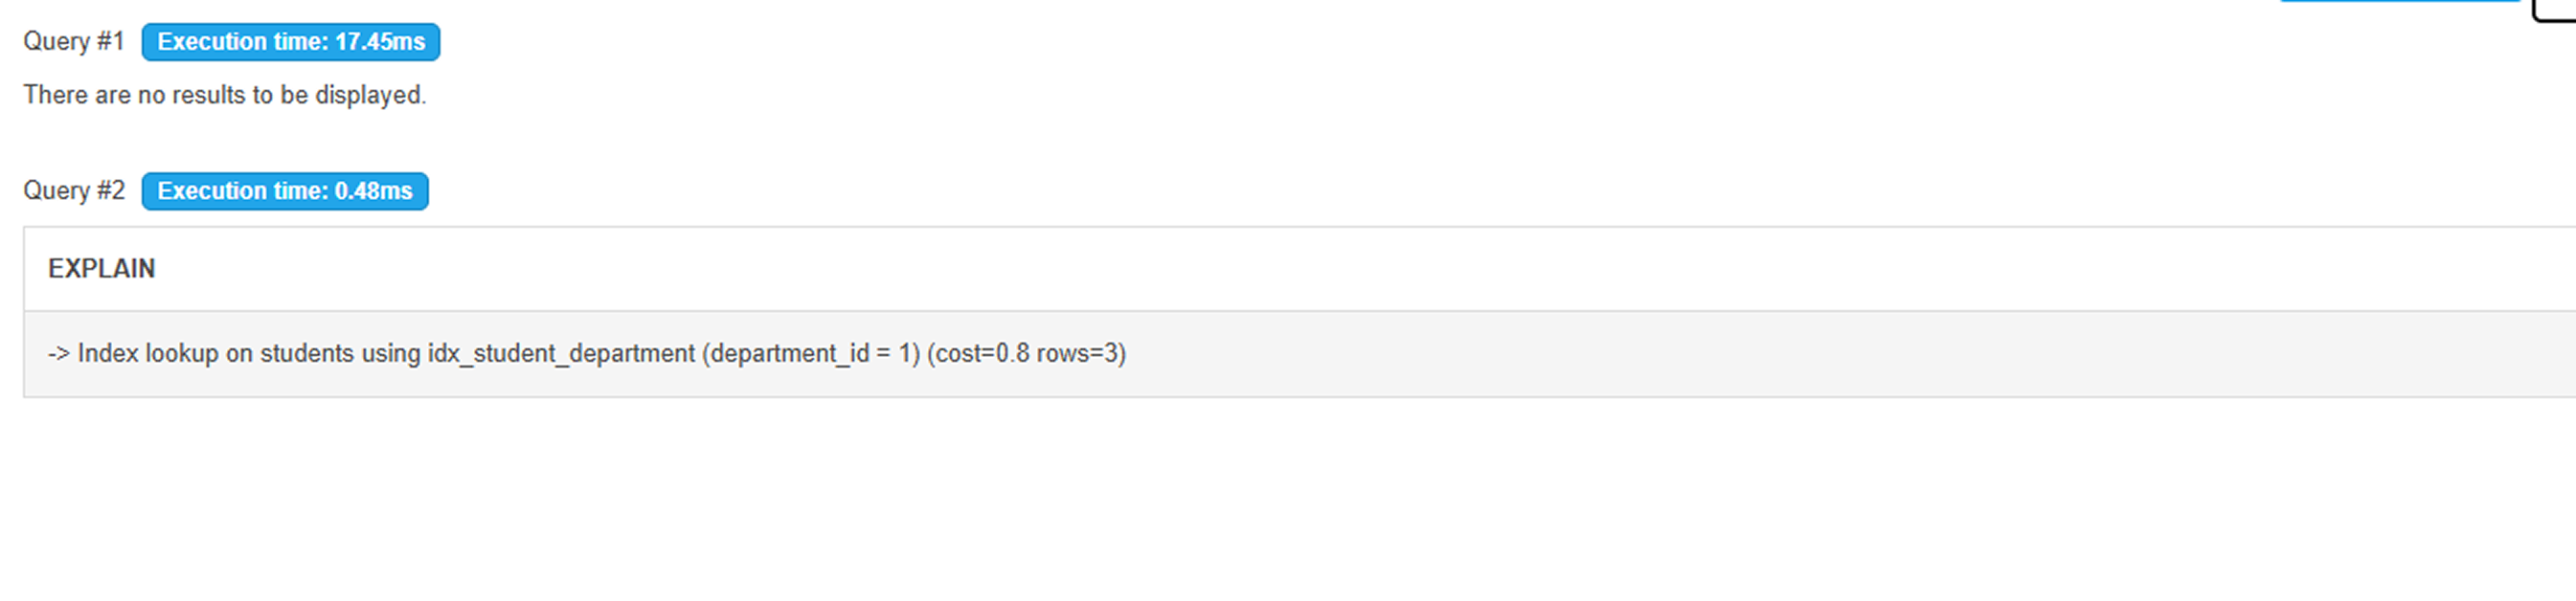 Query #1 Execution time: 17.45ms
There are no results to be displayed.
Query #2 Execution time: 0.48ms
EXPLAIN
-> Index lookup on students using idx_student_department (department_id = 1) (cost=0.8 rows=3)